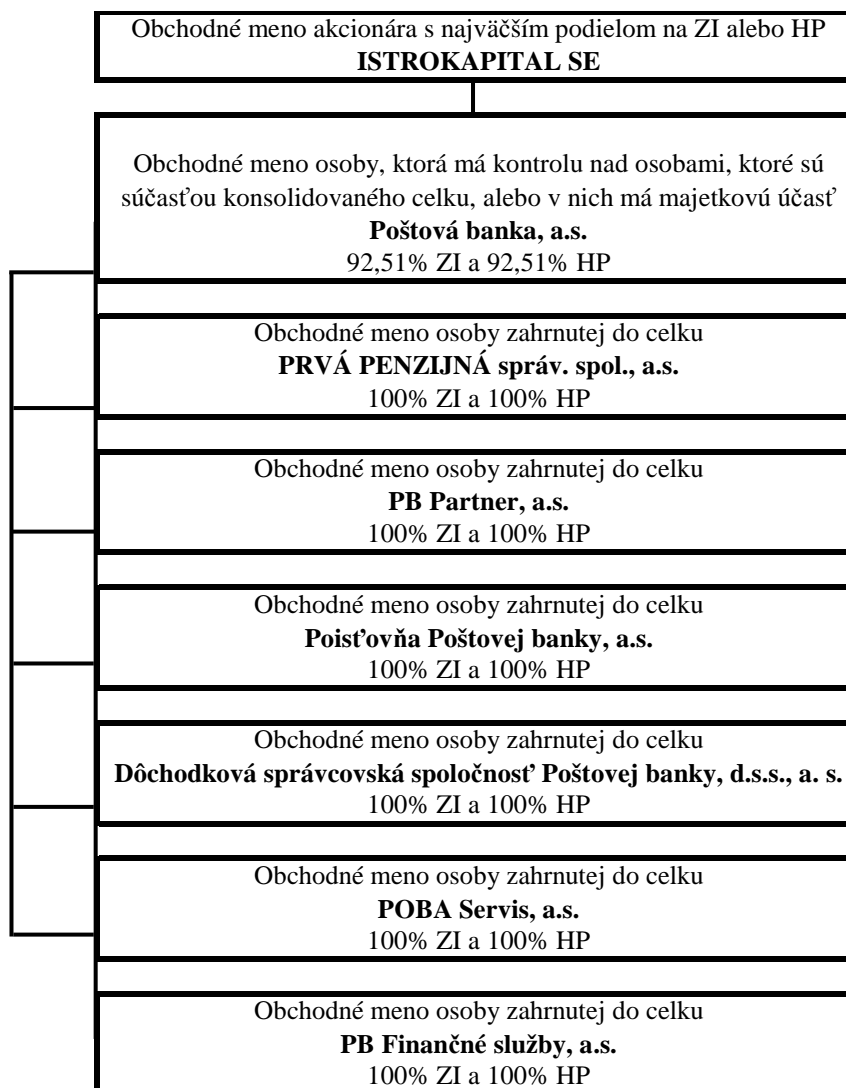 Obchodné meno akcionára s najväčším podielom na ZI alebo HP
ISTROKAPITAL SE
Obchodné meno osoby, ktorá má kontrolu nad osobami, ktoré sú
súčasťou konsolidovaného celku, alebo v nich má majetkovú účasť
Poštová banka, a.s.
92,51% ZI a 92,51% HP
Obchodné meno osoby zahrnutej do celku
PRVÁ PENZIJNÁ správ. spol., a.s.
100% ZI a 100% HP
Obchodné meno osoby zahrnutej do celku
PB Partner, a.s.
100% ZI a 100% HP
Obchodné meno osoby zahrnutej do celku
Poisťovňa Poštovej banky, a.s.
100% ZI a 100% HP
Obchodné meno osoby zahrnutej do celku
Dôchodková správcovská spoločnosť Poštovej banky, d.s.s., a. s.
100% ZI a 100% HP
Obchodné meno osoby zahrnutej do celku
POBA Servis, a.s.
100% ZI a 100% HP
Obchodné meno osoby zahrnutej do celku
PB Finančné služby, a.s.
100% ZI a 100% HP